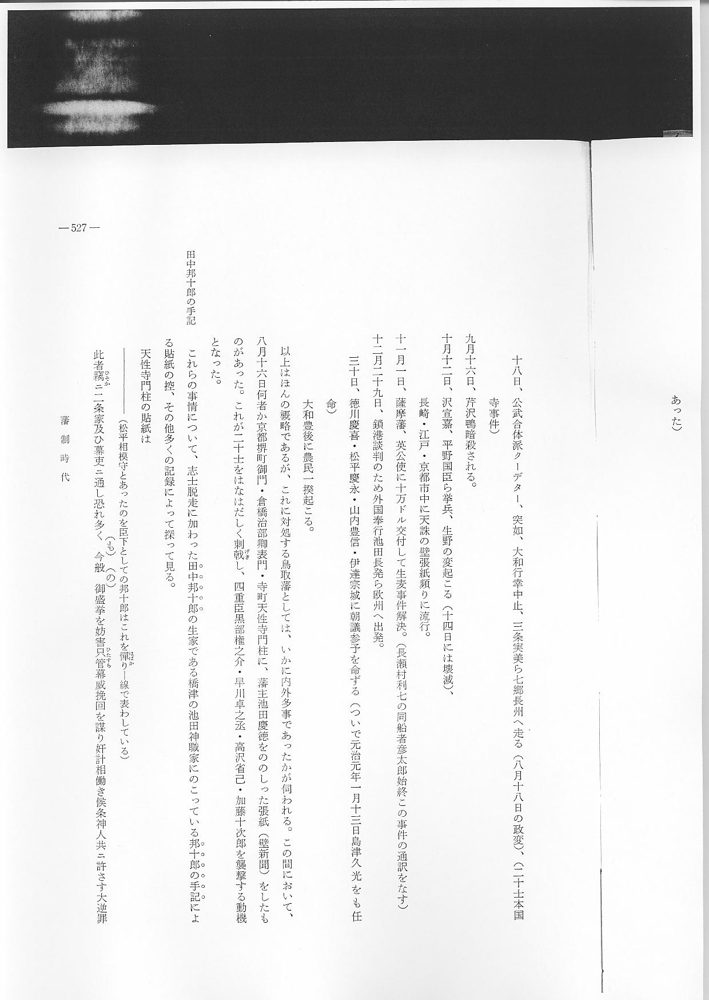 あった）
十八日、公武合体派クーデター、突如、大和行幸中止、三条実美ら七郷長州へ走る（八月十八日の政変）、（二十士本国
寺事件）
九月十六日、芹沢鴨暗殺される。
十月十二日、沢宣嘉、平野国臣ら挙兵、生野の変起こる（十四日には壊滅）、
長崎・江戸・京都市中に天誅の壁張紙頻りに流行。
十一月一日、薩摩藩、英公使に十万ドル交付して生麦事件解決。（長瀬村利七の同船者彦太郎始終この事件の通訳をなす）
十二月二十九日、鎖港談判のため外国奉行池田長発ら欧州へ出発。
三十日、徳川慶喜・松平慶永・山内豊信・伊達宗城に朝議参予を命ずる（ついで元治元年一月十三日島津久光をも任
命）
大和豊後に農民一揆起こる。
以上はほんの概略であるが、これに対処する鳥取藩としては、いかに内外多事であったかが伺われる。この間において、
八月十六日何者か京都堺町御門・倉橋治部卿表門・寺町天性寺門柱に、藩主池田慶徳をののしった張紙（壁新聞）をしたも
のがあった。これが二十士をはなはだしく刺戟げきし、四重臣黒部権之介・早川卓之丞・高沢省己・加藤十次郎を襲撃する動機
となった。
田中邦十郎の手記
これらの事情について、志士脱走に加わった田中邦十郎の生家である橋津の池田神職家にのこっている邦十郎の手記によ
る貼紙の控、その他多くの記録によって探って見る。
天性寺門柱の貼紙は
――――（松平相模守とあったのを臣下としての邦十郎はこれを憚はばかり―線で表わしている）
此者竊ひそかニ二条家及ひ幕吏ニ通し恐れ多く（も）今般（の）御盛挙を妨害只管ひたすら幕威挽回を謀り奸計相働き候条神人共ニ許さす大逆罪
藩制時代
―527―